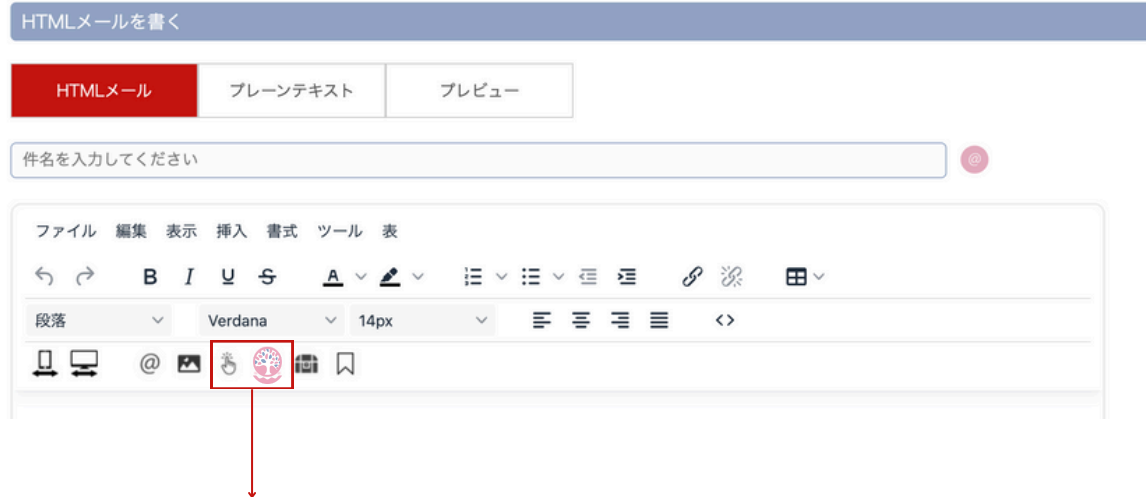 HTMLメールを書く
HTMLメール プレーンテキスト プレビュー
件名を入力してください @
ファイル 編集 表示 挿入 書式 ツール 表
B I U S A
段落 Verdana 14px <>
@